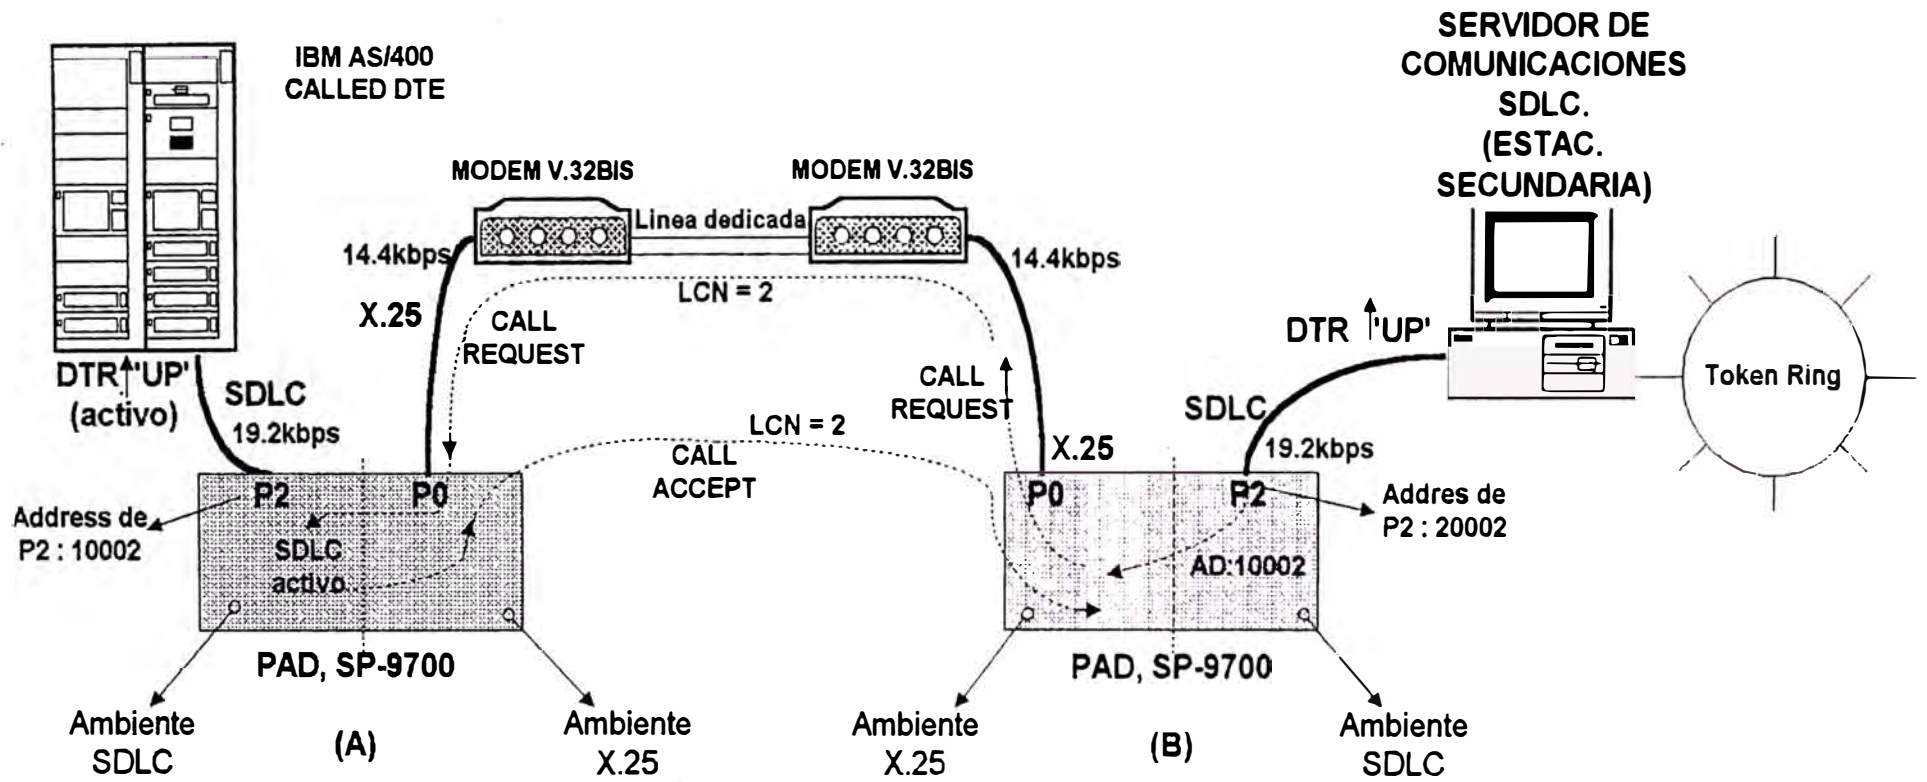 IBM AS/400
CALLED DTE
SERVIDOR DE
COMUNICACIONES
SDLC.
(ESTAC.
SECUNDARIA)
MODEM V.32BIS
MODEM V.32BIS
Linea dedicada
14.4kbps
14.4kbps
LCN = 2
X.25
CALL
REQUEST
DTR 'UP'
Token Ring
DTR 'UP'
(activo)
SDLC
19.2kbps
CALL
REQUEST
SDLC
19.2kbps
LCN = 2
CALL
ACCEPT
X.25
P2
P0
P0
P2
Address de
P2 : 10002
Addres de
P2 : 20002
SDLC
activo
AD:10002
PAD, SP-9700
PAD, SP-9700
Ambiente
SDLC
(A)
Ambiente
X.25
Ambiente
X.25
(B)
Ambiente
SDLC